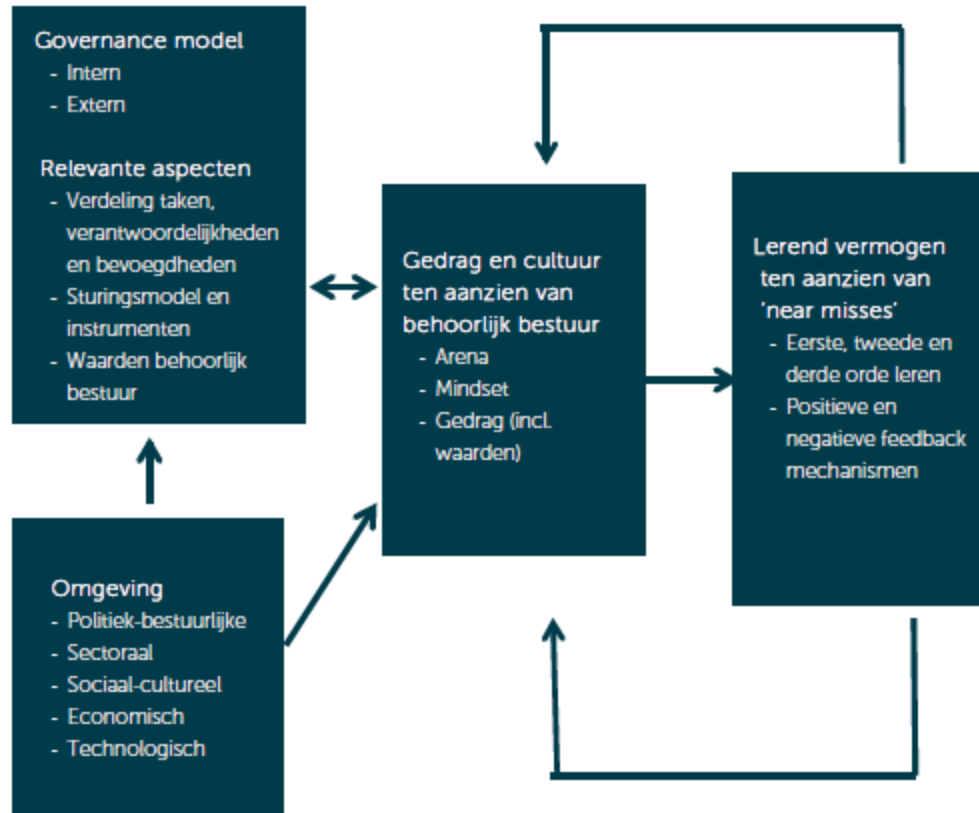 Governance model
- Intern
- Extern
Relevante aspecten
- Verdeling taken,
verantwoordelijkheden
en bevoegdheden
- Sturingsmodel en
instrumenten
- Waarden behoorlijk
bestuur
Omgeving
- Politiek-bestuurlijke
- Sectoraal
- Sociaal-cultureel
- Economisch
- Technologisch
Gedrag en cultuur
ten aanzien van
behoorlijk bestuur
- Arena
- Mindset
- Gedrag (incl.
waarden)
Lerend vermogen
ten aanzien van
'near misses'
- Eerste, tweede en
derde orde leren
- Positieve en
negatieve feedback
mechanismen